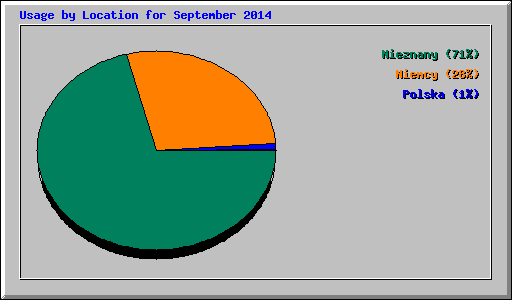 Usage by Location for September 2014
Nieznany (71%)
Niemcy (28%)
Polska (1%)